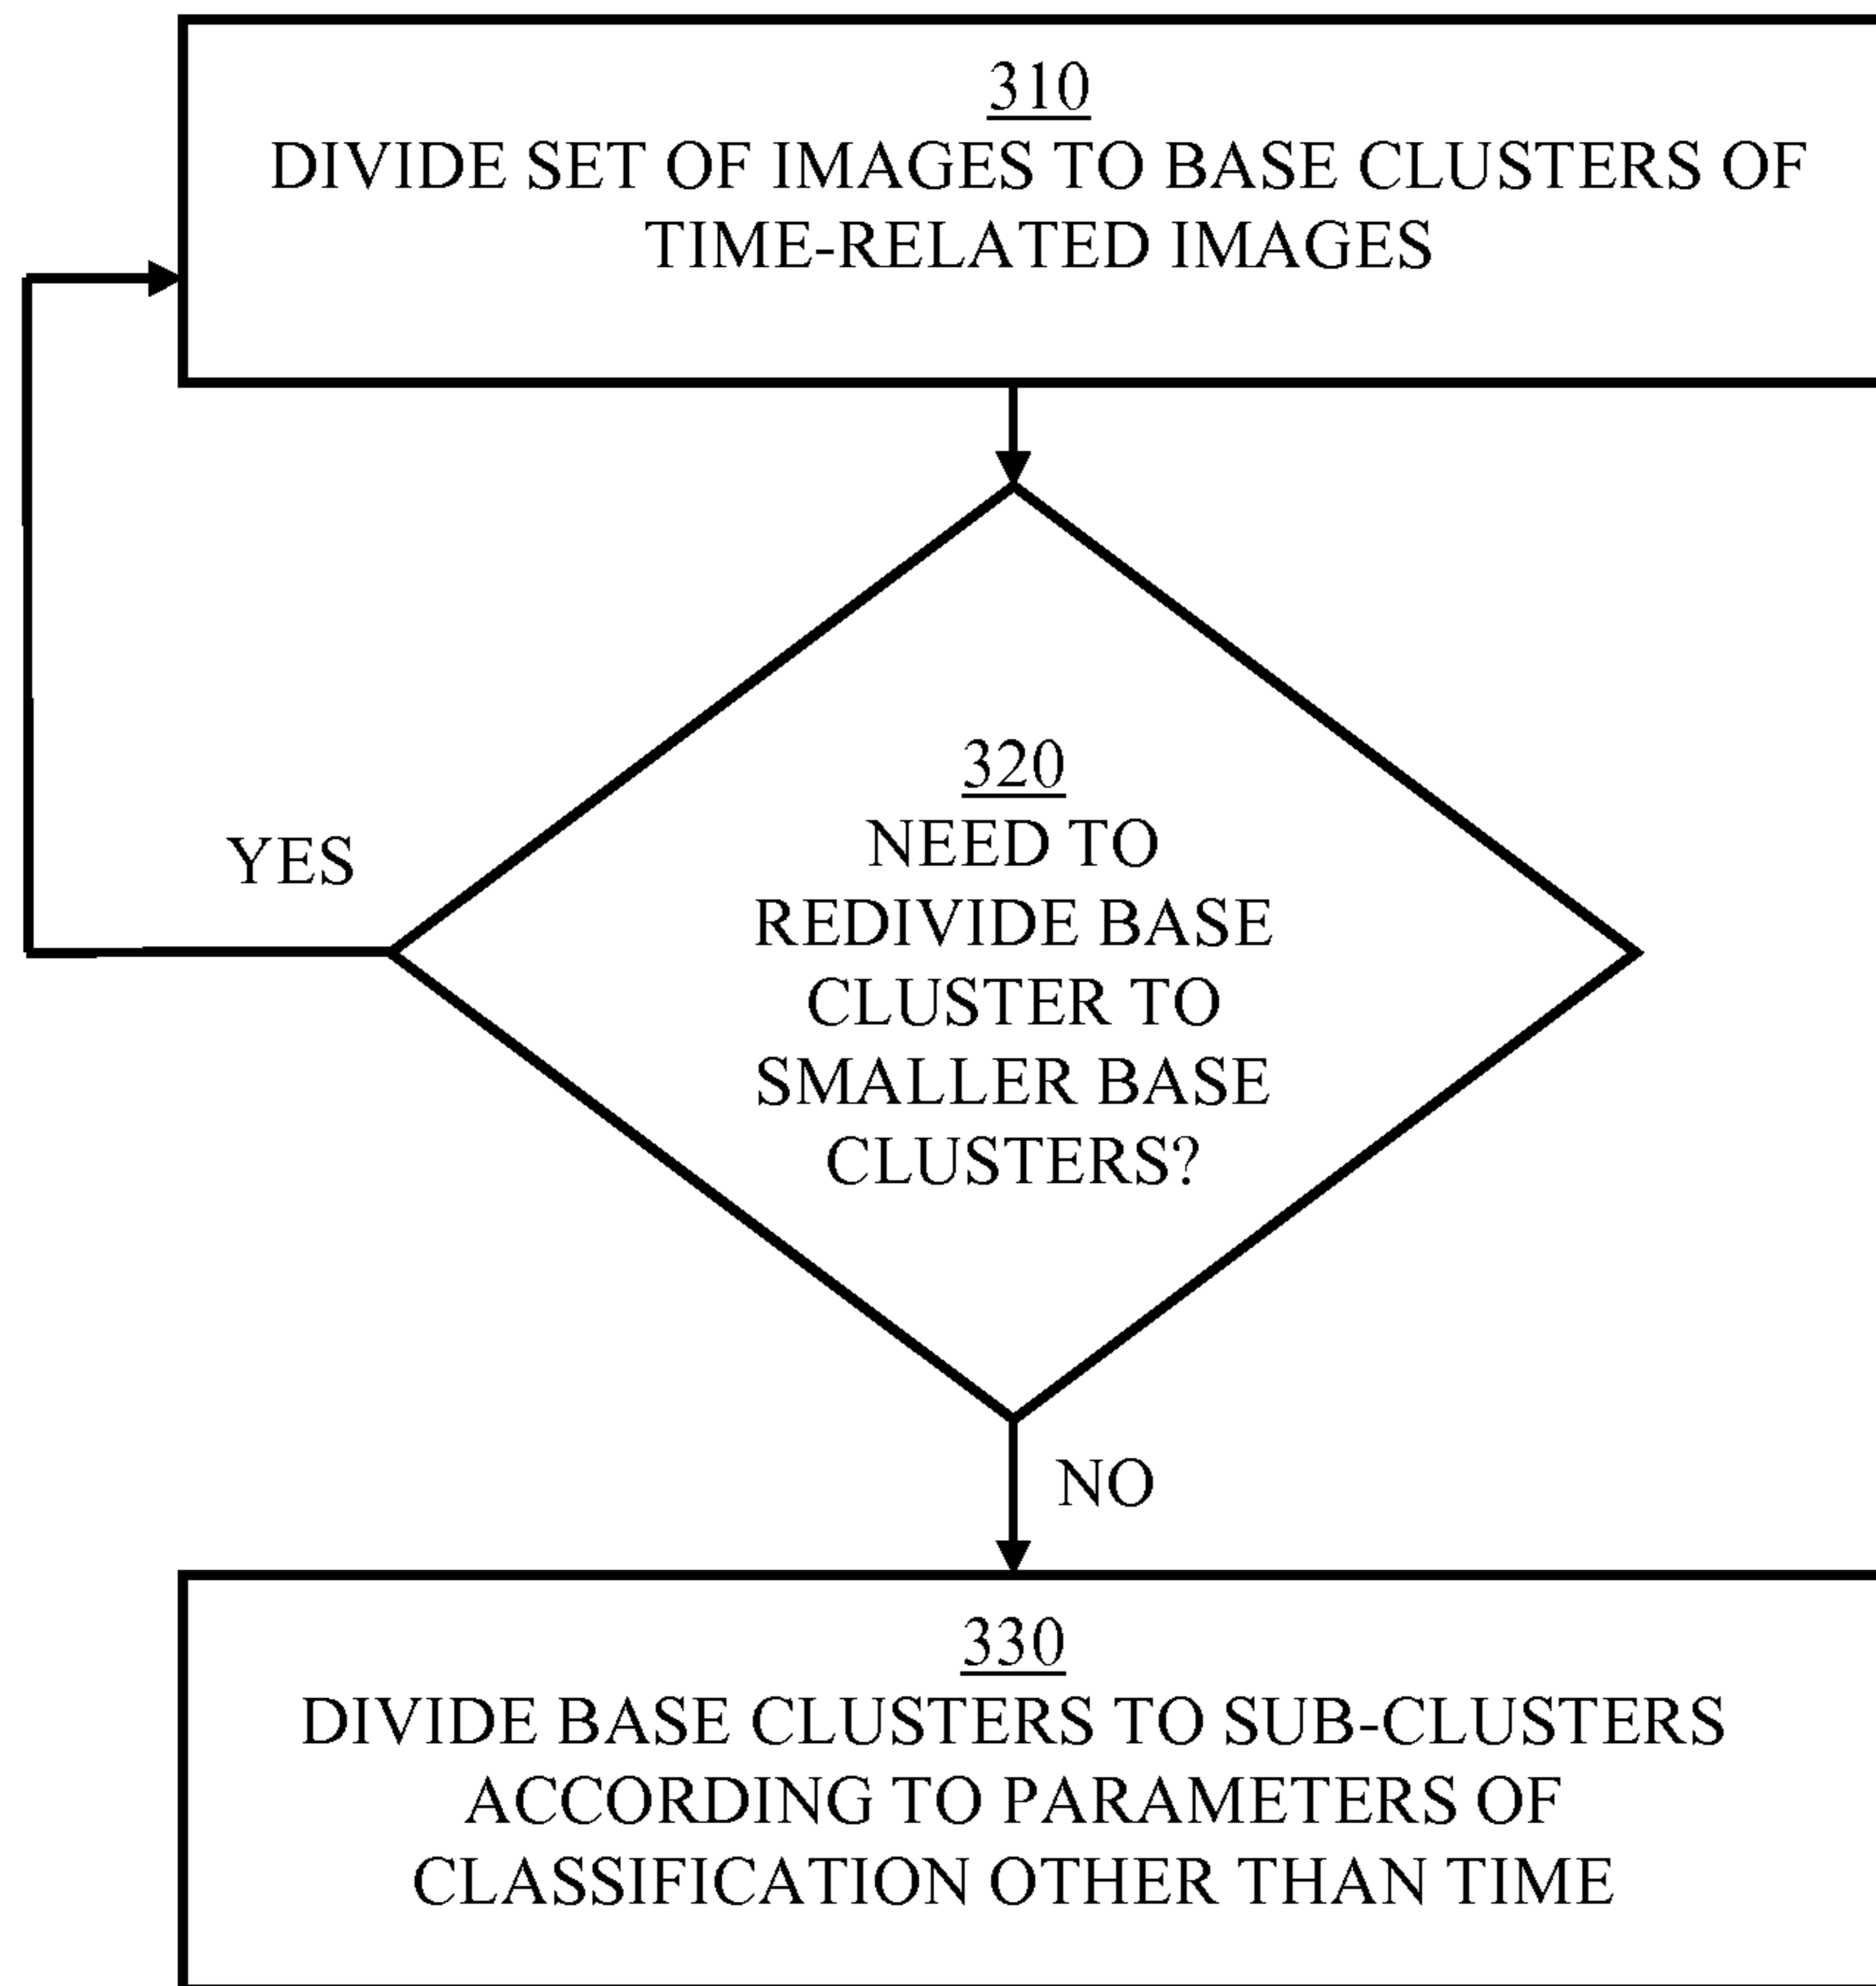 310
DIVIDE SET OF IMAGES TO BASE CLUSTERS OF
TIME-RELATED IMAGES
320
NEED TO
REDIVIDE BASE
CLUSTER TO
SMALLER BASE
CLUSTERS?
YES
NO
330
DIVIDE BASE CLUSTERS TO SUB-CLUSTERS
ACCORDING TO PARAMETERS OF
CLASSIFICATION OTHER THAN TIME